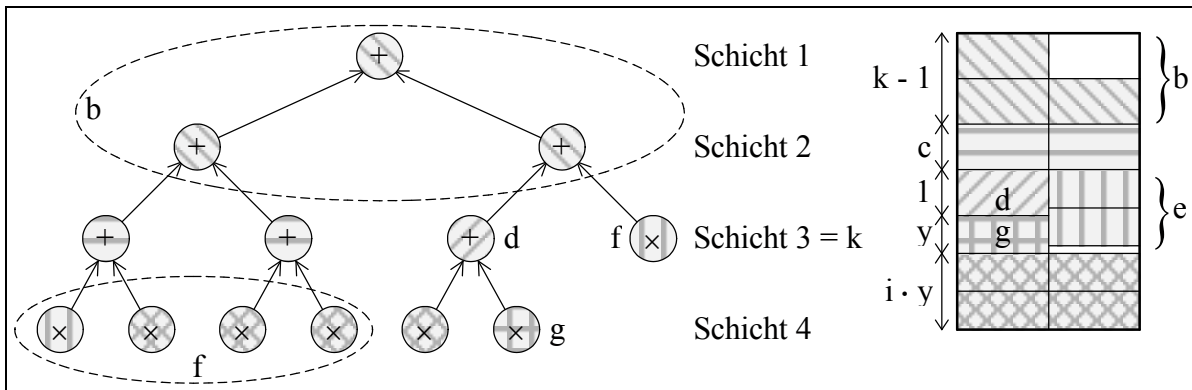 +
Schicht 1
k - 1
b
b
+
+
Schicht 2
c
+
+
+
d
f
×
Schicht 3 = k
1
d
e
y
g
×
×
×
×
×
×
g
Schicht 4
i · y
f